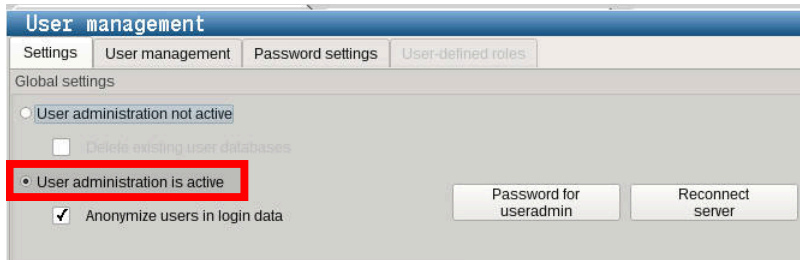 User management
Settings User management Password settings User-defined roles
Global settings
User administration not active
Delete existing user databases
User administration is active
Password for useradmin
Reconnect server
Anonymize users in login data